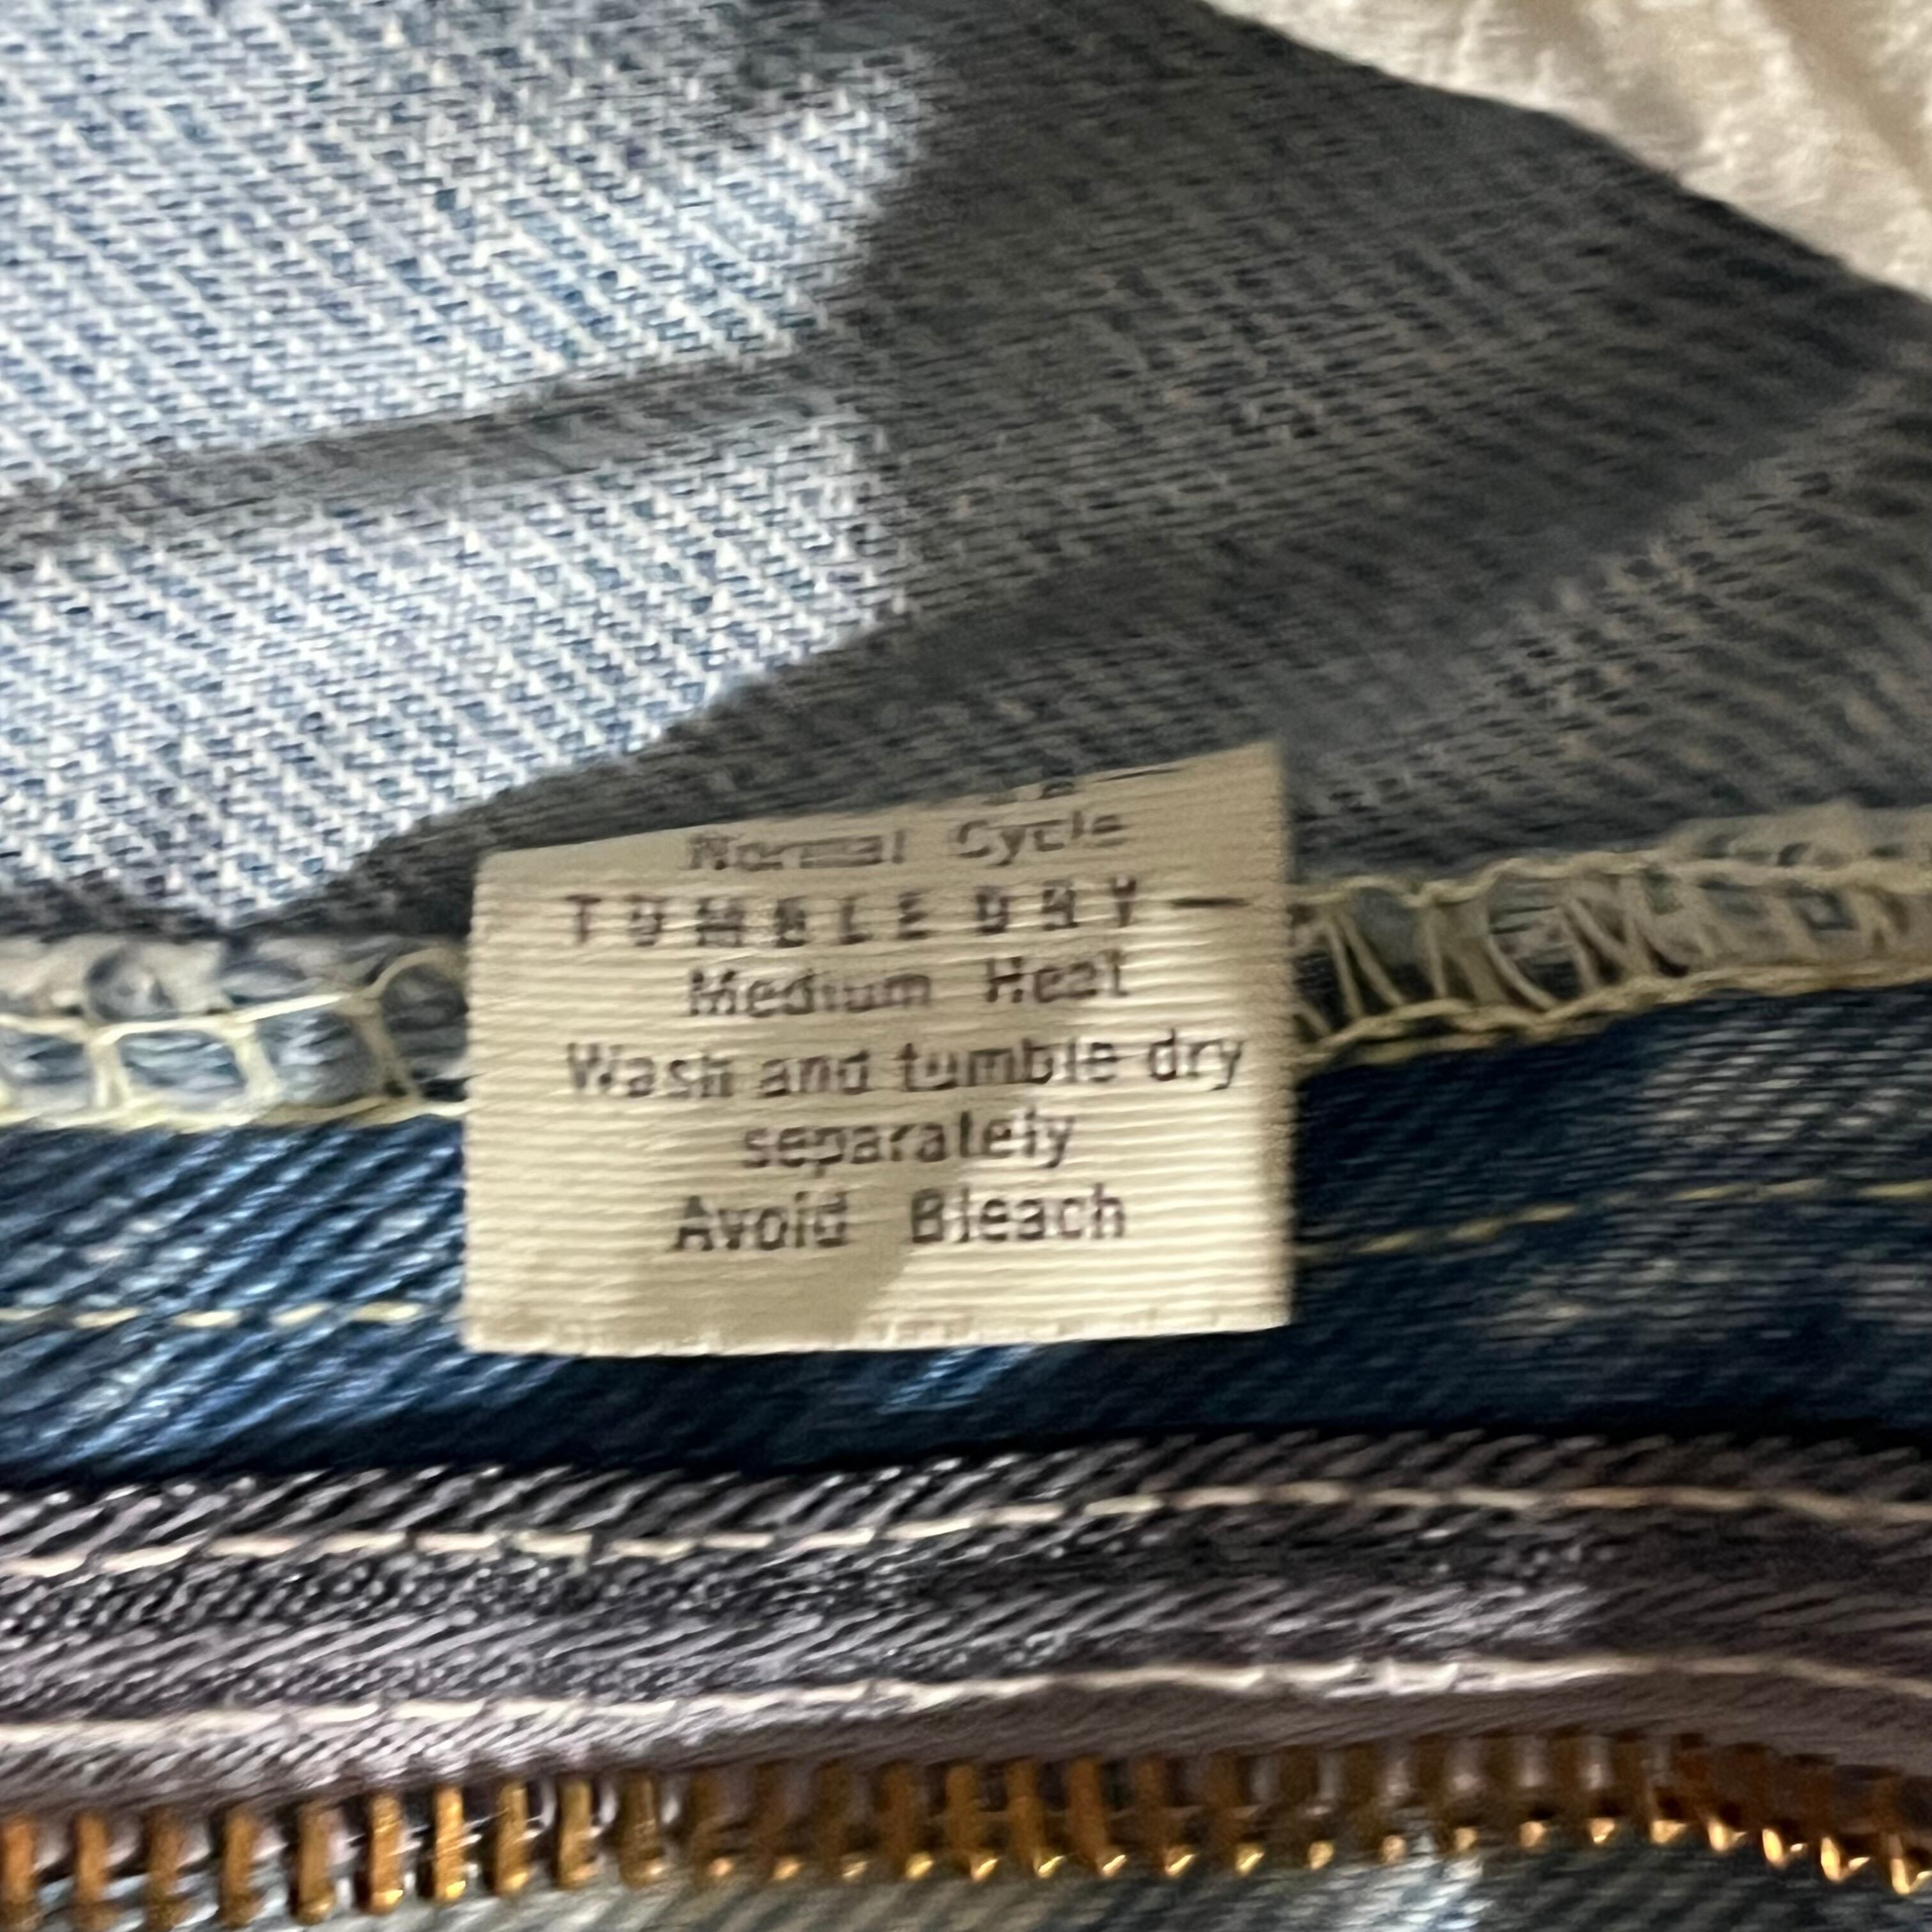 Normal Cycle
TUMBLE DRY —
Medium Heat
Wash and tumble dry
separately
Avoid Bleach